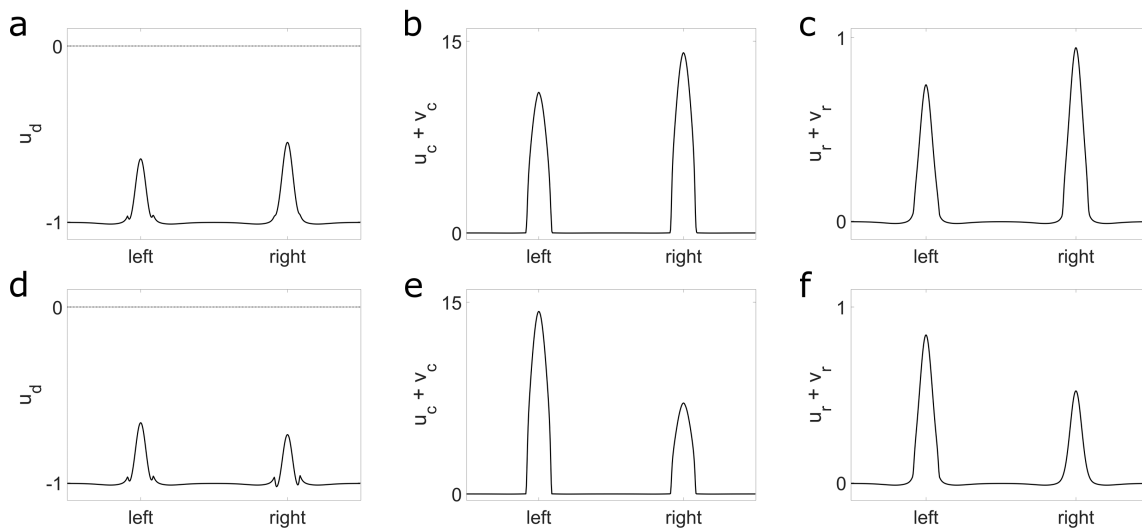 a
b
c
0
-1
u_d
left
right
15
0
u_c + v_c
left
right
1
0
u_r + v_r
left
right
d
e
f
0
-1
u_d
left
right
15
0
u_c + v_c
left
right
1
0
u_r + v_r
left
right